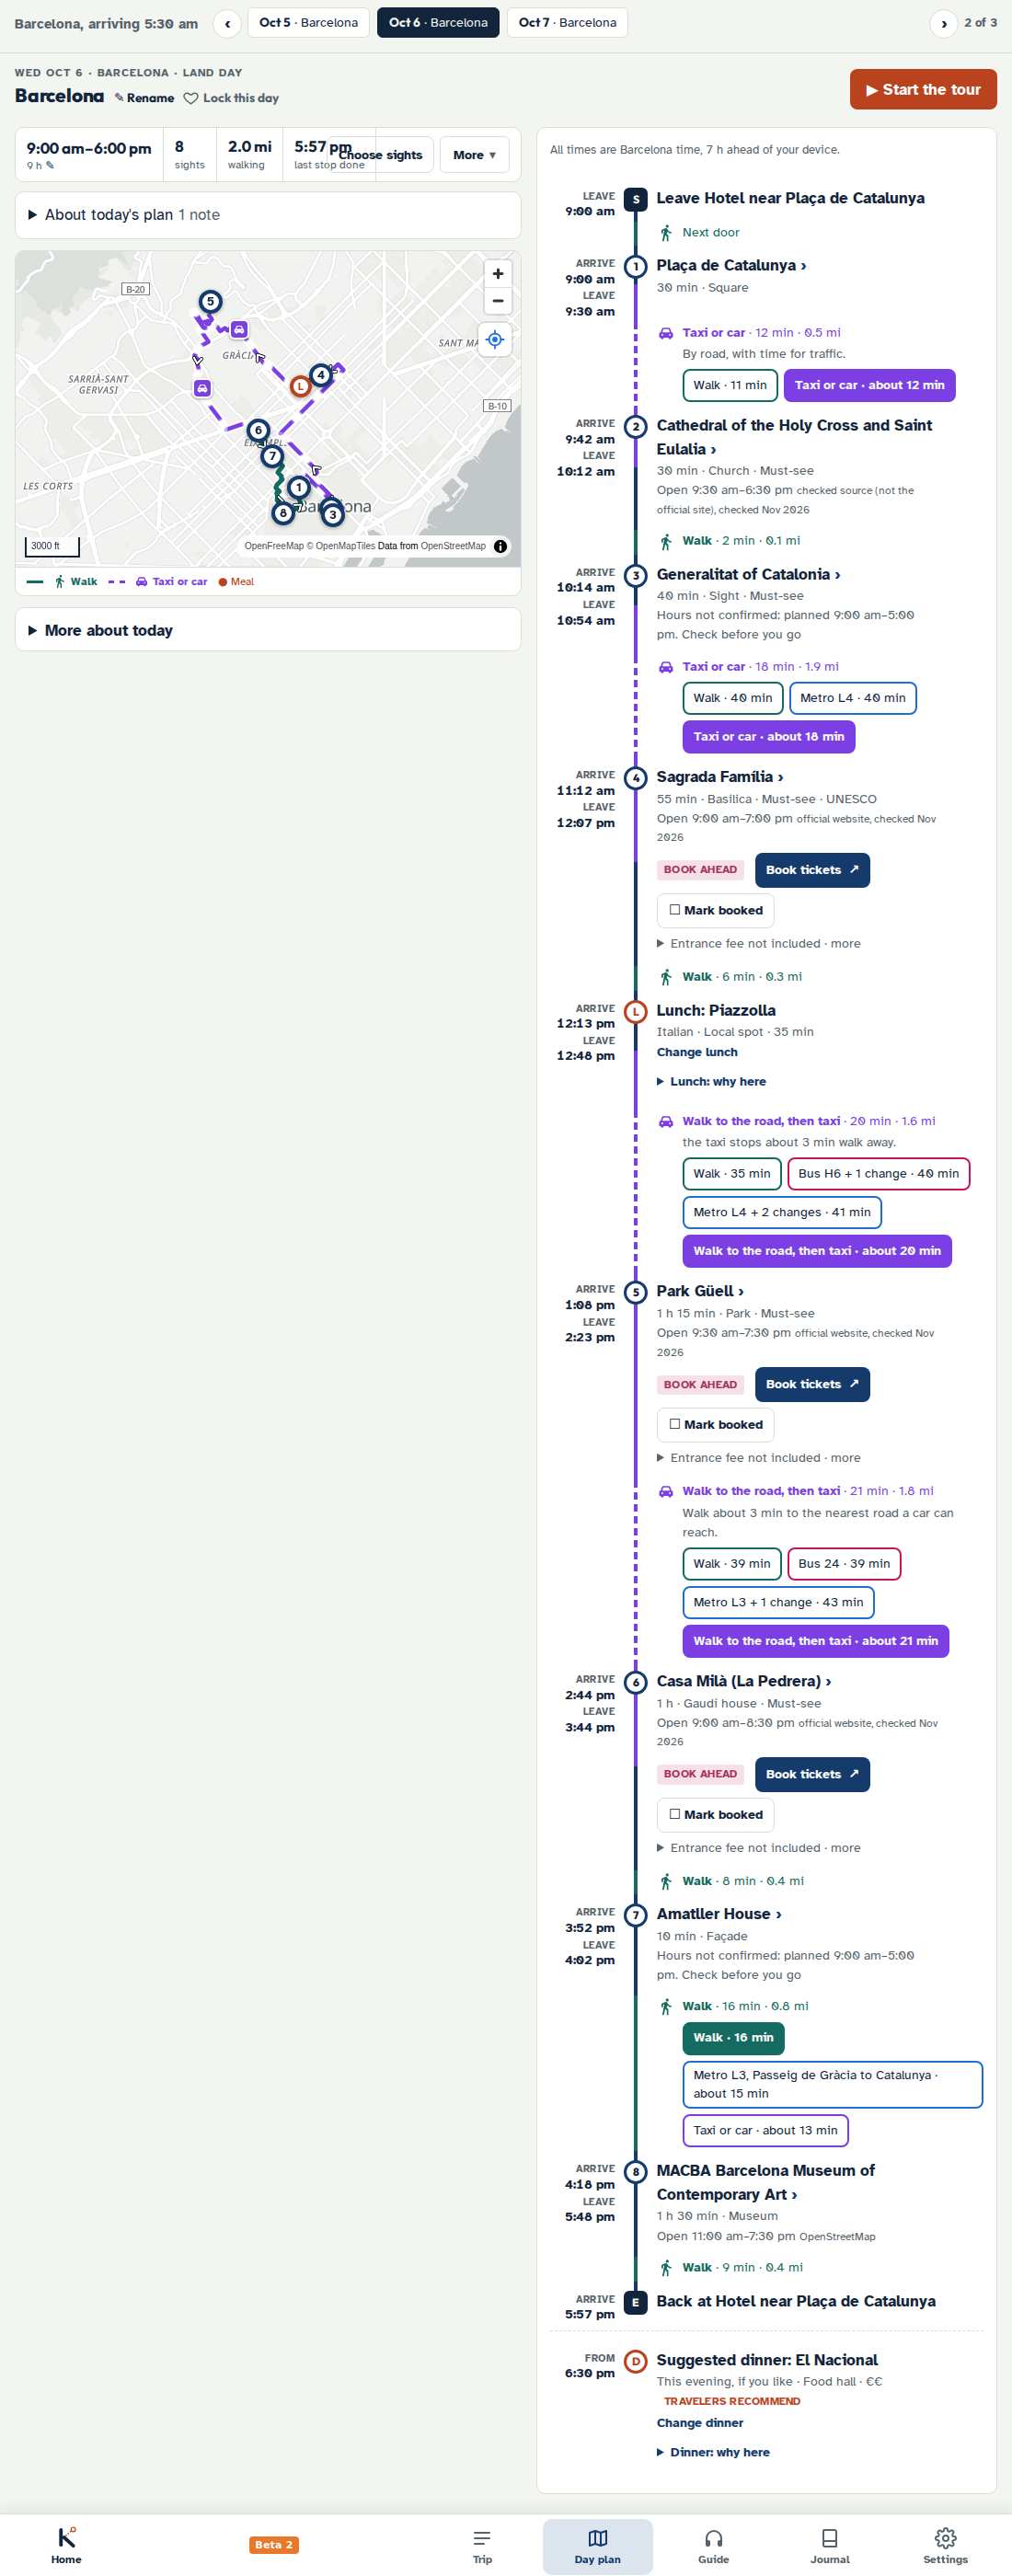 Barcelona, arriving 5:30 am
‹
Oct 5 · Barcelona
Oct 6 · Barcelona
Oct 7 · Barcelona
›
2 of 3
WED OCT 6 · BARCELONA · LAND DAY
Barcelona ✎ Rename ♡ Lock this day
▶ Start the tour
9:00 am–6:00 pm
9 h ✎
8
sights
2.0 mi
walking
5:57 pm
last stop done
Choose sights
More ▾
▶ About today's plan 1 note
B-20
GRÀCIA
SANT MA
SARRIÀ-SANT
GERVASI
B-10
LES CORTS
5
4
L
6
7
1
8
3
+
−
3000 ft
OpenFreeMap © OpenMapTiles Data from OpenStreetMap
Walk
Taxi or car
Meal
▶ More about today
All times are Barcelona time, 7 h ahead of your device.
LEAVE
9:00 am
S
Leave Hotel near Plaça de Catalunya
Next door
ARRIVE
9:00 am
LEAVE
9:30 am
1
Plaça de Catalunya ›
30 min · Square
Taxi or car · 12 min · 0.5 mi
By road, with time for traffic.
Walk · 11 min
Taxi or car · about 12 min
ARRIVE
9:42 am
LEAVE
10:12 am
2
Cathedral of the Holy Cross and Saint
Eulalia ›
30 min · Church · Must-see
Open 9:30 am–6:30 pm checked source (not the
official site), checked Nov 2026
Walk · 2 min · 0.1 mi
ARRIVE
10:14 am
LEAVE
10:54 am
3
Generalitat of Catalonia ›
40 min · Sight · Must-see
Hours not confirmed: planned 9:00 am–5:00
pm. Check before you go
Taxi or car · 18 min · 1.9 mi
Walk · 40 min
Metro L4 · 40 min
Taxi or car · about 18 min
ARRIVE
11:12 am
LEAVE
12:07 pm
4
Sagrada Família ›
55 min · Basilica · Must-see · UNESCO
Open 9:00 am–7:00 pm official website, checked Nov
2026
BOOK AHEAD
Book tickets ↗
☐ Mark booked
▶ Entrance fee not included · more
Walk · 6 min · 0.3 mi
ARRIVE
12:13 pm
LEAVE
12:48 pm
L
Lunch: Piazzolla
Italian · Local spot · 35 min
Change lunch
▶ Lunch: why here
Walk to the road, then taxi · 20 min · 1.6 mi
the taxi stops about 3 min walk away.
Walk · 35 min
Bus H6 + 1 change · 40 min
Metro L4 + 2 changes · 41 min
Walk to the road, then taxi · about 20 min
ARRIVE
1:08 pm
LEAVE
2:23 pm
5
Park Güell ›
1 h 15 min · Park · Must-see
Open 9:30 am–7:30 pm official website, checked Nov
2026
BOOK AHEAD
Book tickets ↗
☐ Mark booked
▶ Entrance fee not included · more
Walk to the road, then taxi · 21 min · 1.8 mi
Walk about 3 min to the nearest road a car can
reach.
Walk · 39 min
Bus 24 · 39 min
Metro L3 + 1 change · 43 min
Walk to the road, then taxi · about 21 min
ARRIVE
2:44 pm
LEAVE
3:44 pm
6
Casa Milà (La Pedrera) ›
1 h · Gaudí house · Must-see
Open 9:00 am–8:30 pm official website, checked Nov
2026
BOOK AHEAD
Book tickets ↗
☐ Mark booked
▶ Entrance fee not included · more
Walk · 8 min · 0.4 mi
ARRIVE
3:52 pm
LEAVE
4:02 pm
7
Amatller House ›
10 min · Façade
Hours not confirmed: planned 9:00 am–5:00
pm. Check before you go
Walk · 16 min · 0.8 mi
Walk · 16 min
Metro L3, Passeig de Gràcia to Catalunya ·
about 15 min
Taxi or car · about 13 min
ARRIVE
4:18 pm
LEAVE
5:48 pm
8
MACBA Barcelona Museum of
Contemporary Art ›
1 h 30 min · Museum
Open 11:00 am–7:30 pm OpenStreetMap
Walk · 9 min · 0.4 mi
ARRIVE
5:57 pm
E
Back at Hotel near Plaça de Catalunya
FROM
6:30 pm
D
Suggested dinner: El Nacional
This evening, if you like · Food hall · €€
TRAVELERS RECOMMEND
Change dinner
▶ Dinner: why here
Home
Beta 2
Trip
Day plan
Guide
Journal
Settings